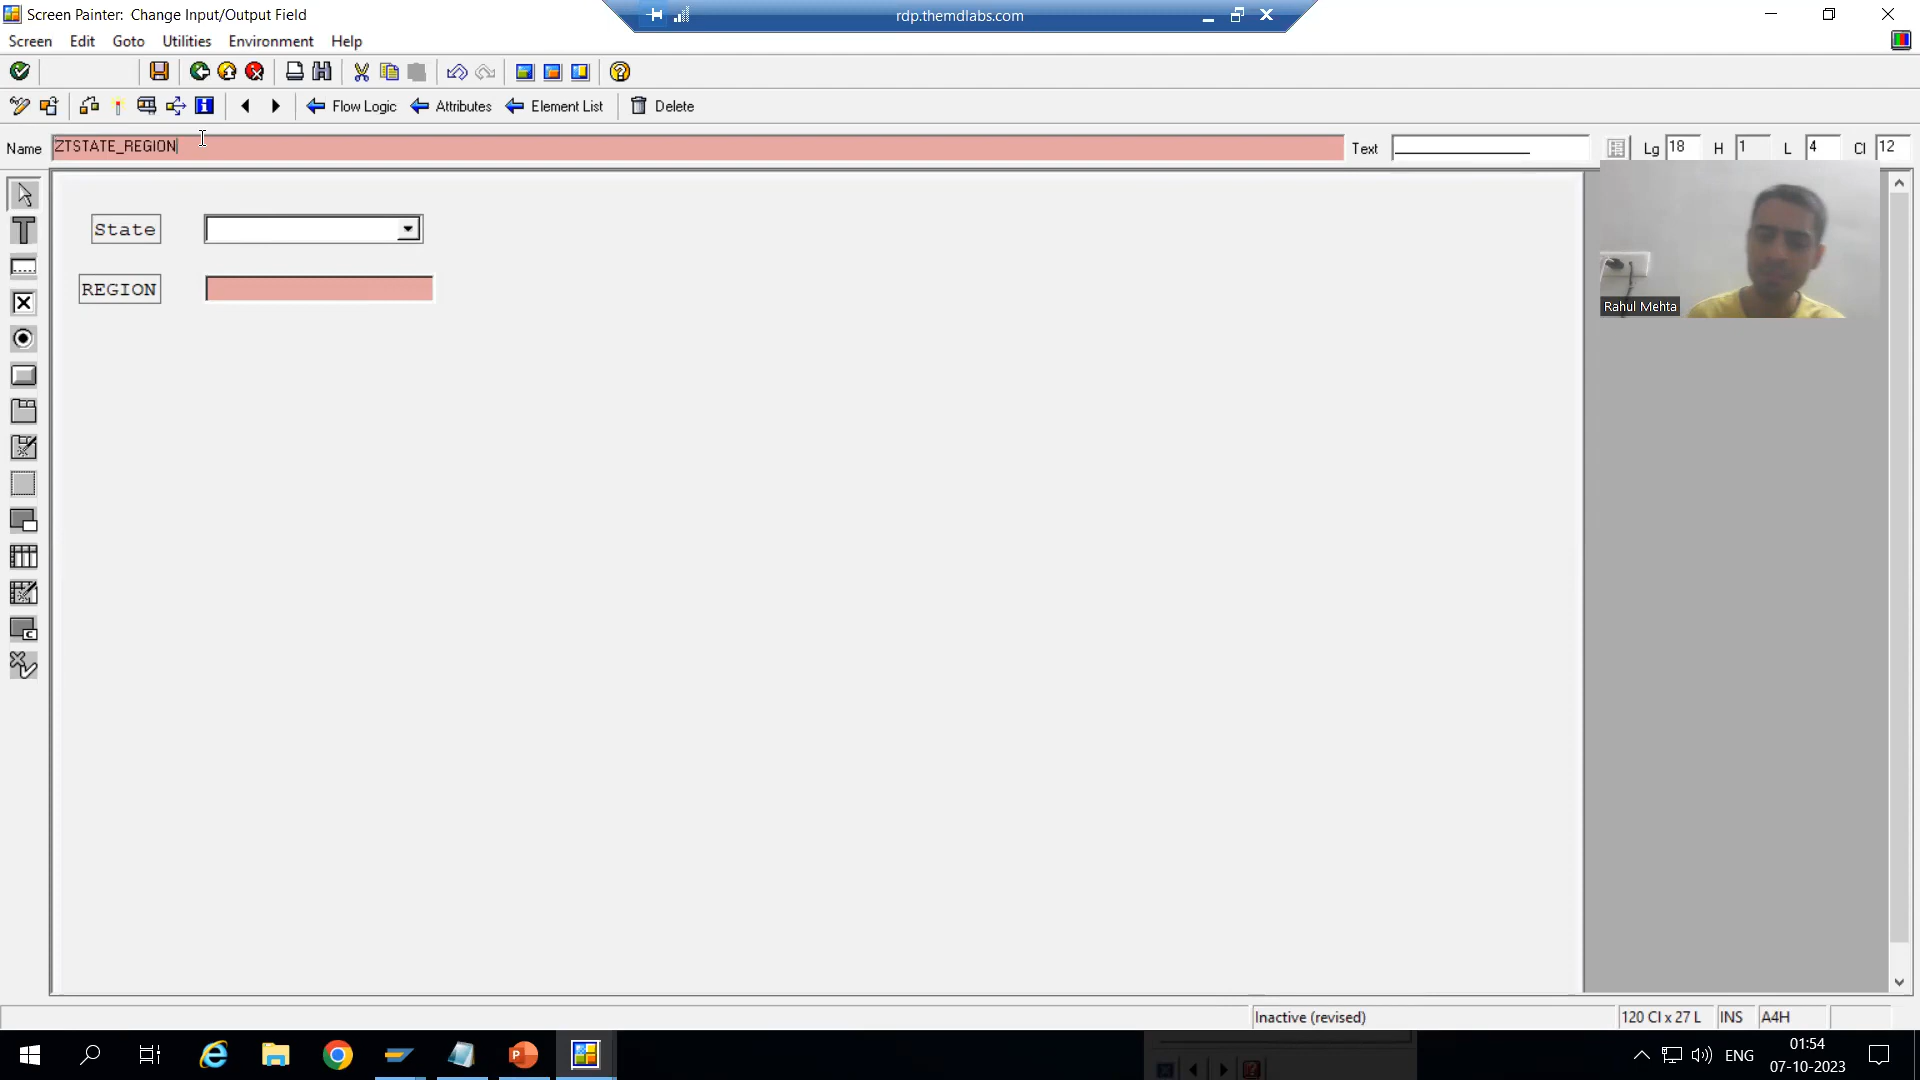 Screen Painter: Change Input/Output Field
rdp.themdlabs.com
Screen Edit Goto Utilities Environment Help
Flow Logic Attributes Element List Delete
Name ZTSTATE_REGION Text Lg 18 H 1 L 4 Cl 12
State
REGION
Rahul Mehta
Inactive (revised) 120 Cl x 27 L INS A4H
ENG
01:54
07-10-2023